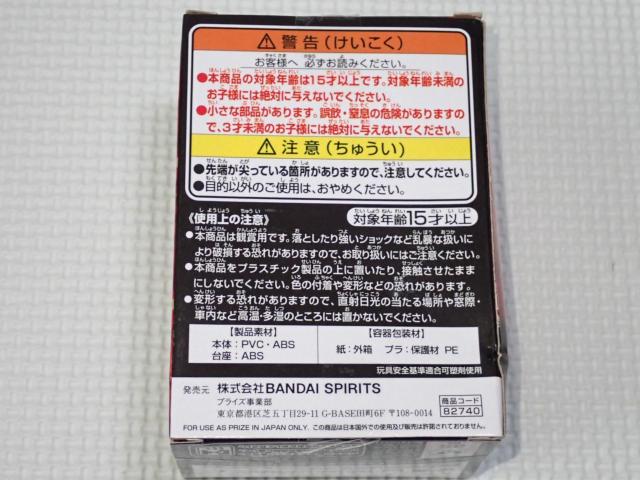 ⚠ 警告（けいこく）
お客様へ 必ずお読みください。
●本商品の対象年齢は15才以上です。対象年齢未満の
お子様には絶対に与えないでください。
●小さな部品があります。誤飲・窒息の危険がありますの
で、3才未満のお子様には絶対に与えないでください。
⚠ 注意（ちゅうい）
●先端が尖っている箇所がありますので、注意してください。
●目的以外のご使用は、おやめください。
《使用上の注意》
対象年齢15才以上
●本商品は観賞用です。落としたり強いショックなど乱暴な扱いに
より破損する恐れがありますので、お取り扱いにはご注意ください。
●本商品をプラスチック製品の上に置いたり、接触させたまま
にしないでください。色の付着や変形などの恐れがあります。
●変形する恐れがありますので、直射日光の当たる場所や窓際・
車内など高温・多湿のところには置かないでください。
【製品素材】
本体：PVC・ABS
台座：ABS
【容器包装材】
紙：外箱 プラ：保護材 PE
玩具安全基準適合可塑剤使用
発売元 株式会社BANDAI SPIRITS
プライズ事業部
東京都港区芝五丁目29-11 G-BASE田町6F 〒108-0014
商品コード
82740
FOR USE AS PRIZE IN JAPAN ONLY. この商品は日本国外での使用及び販売は許諾されておりません。